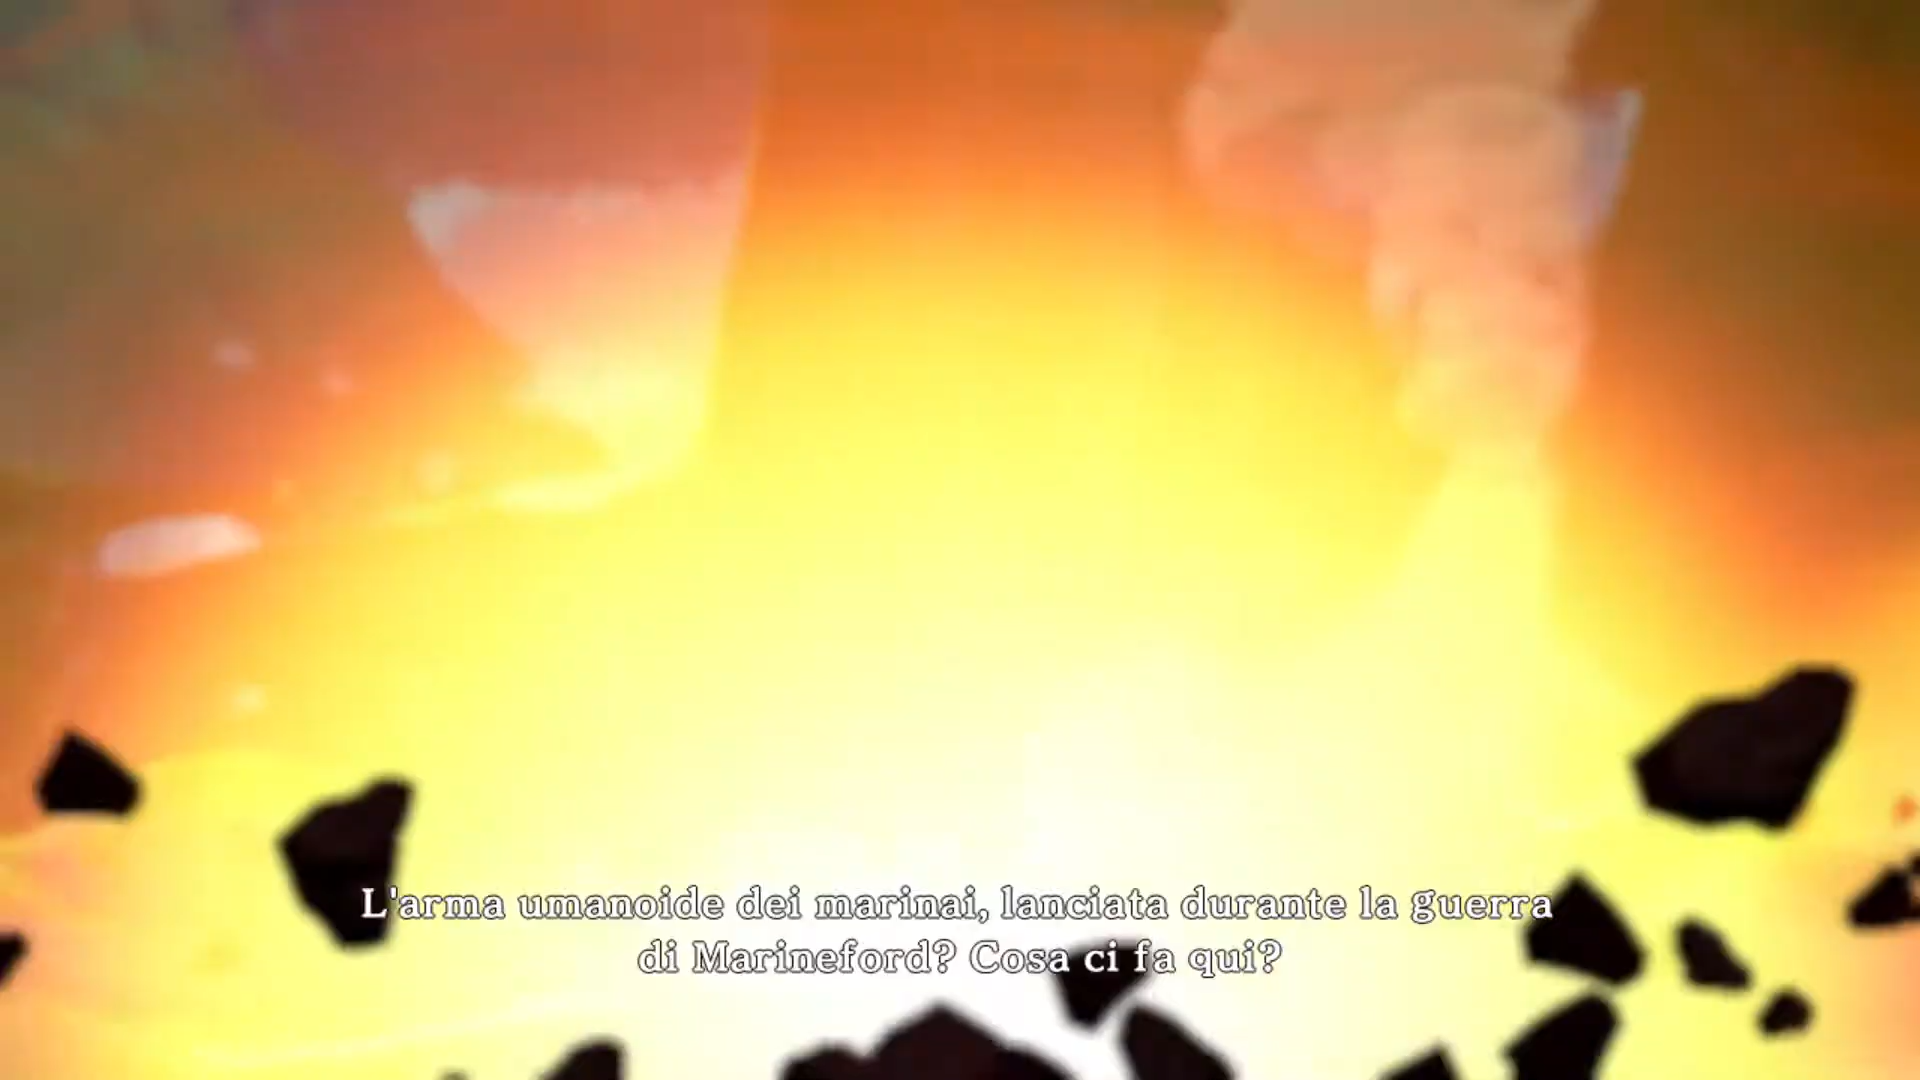 L'arma umanoide dei marinai, lanciata durante la guerra
di Marineford? Cosa ci fa qui?